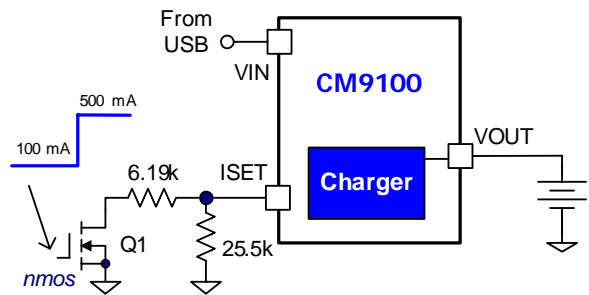 From
USB
VIN
CM9100
500 mA
100 mA
6.19k
ISET
VOUT
Charger
Q1
25.5k
nmos